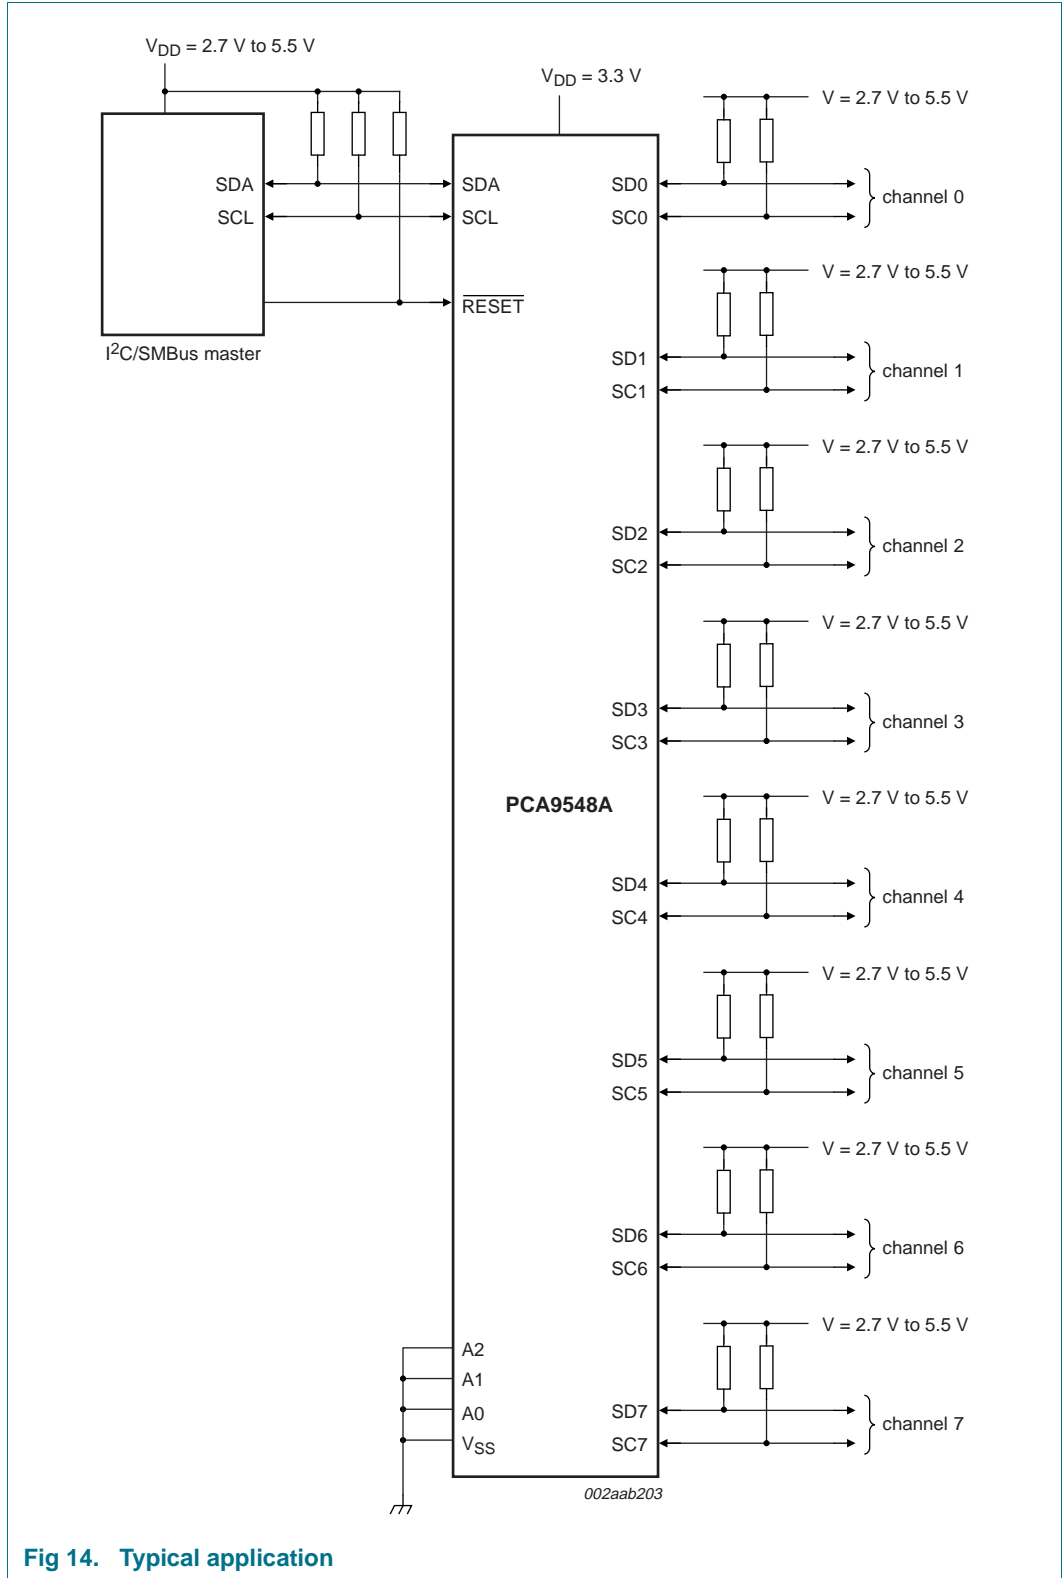 VDD = 2.7 V to 5.5 V
VDD = 3.3 V
V = 2.7 V to 5.5 V
SDA
SCL
SDA
SCL
RESET
I2C/SMBus master
SD0
SC0
channel 0
V = 2.7 V to 5.5 V
SD1
SC1
channel 1
V = 2.7 V to 5.5 V
SD2
SC2
channel 2
V = 2.7 V to 5.5 V
SD3
SC3
channel 3
PCA9548A
V = 2.7 V to 5.5 V
SD4
SC4
channel 4
V = 2.7 V to 5.5 V
SD5
SC5
channel 5
V = 2.7 V to 5.5 V
SD6
SC6
channel 6
V = 2.7 V to 5.5 V
A2
A1
A0
VSS
SD7
SC7
channel 7
002aab203
Fig 14. Typical application